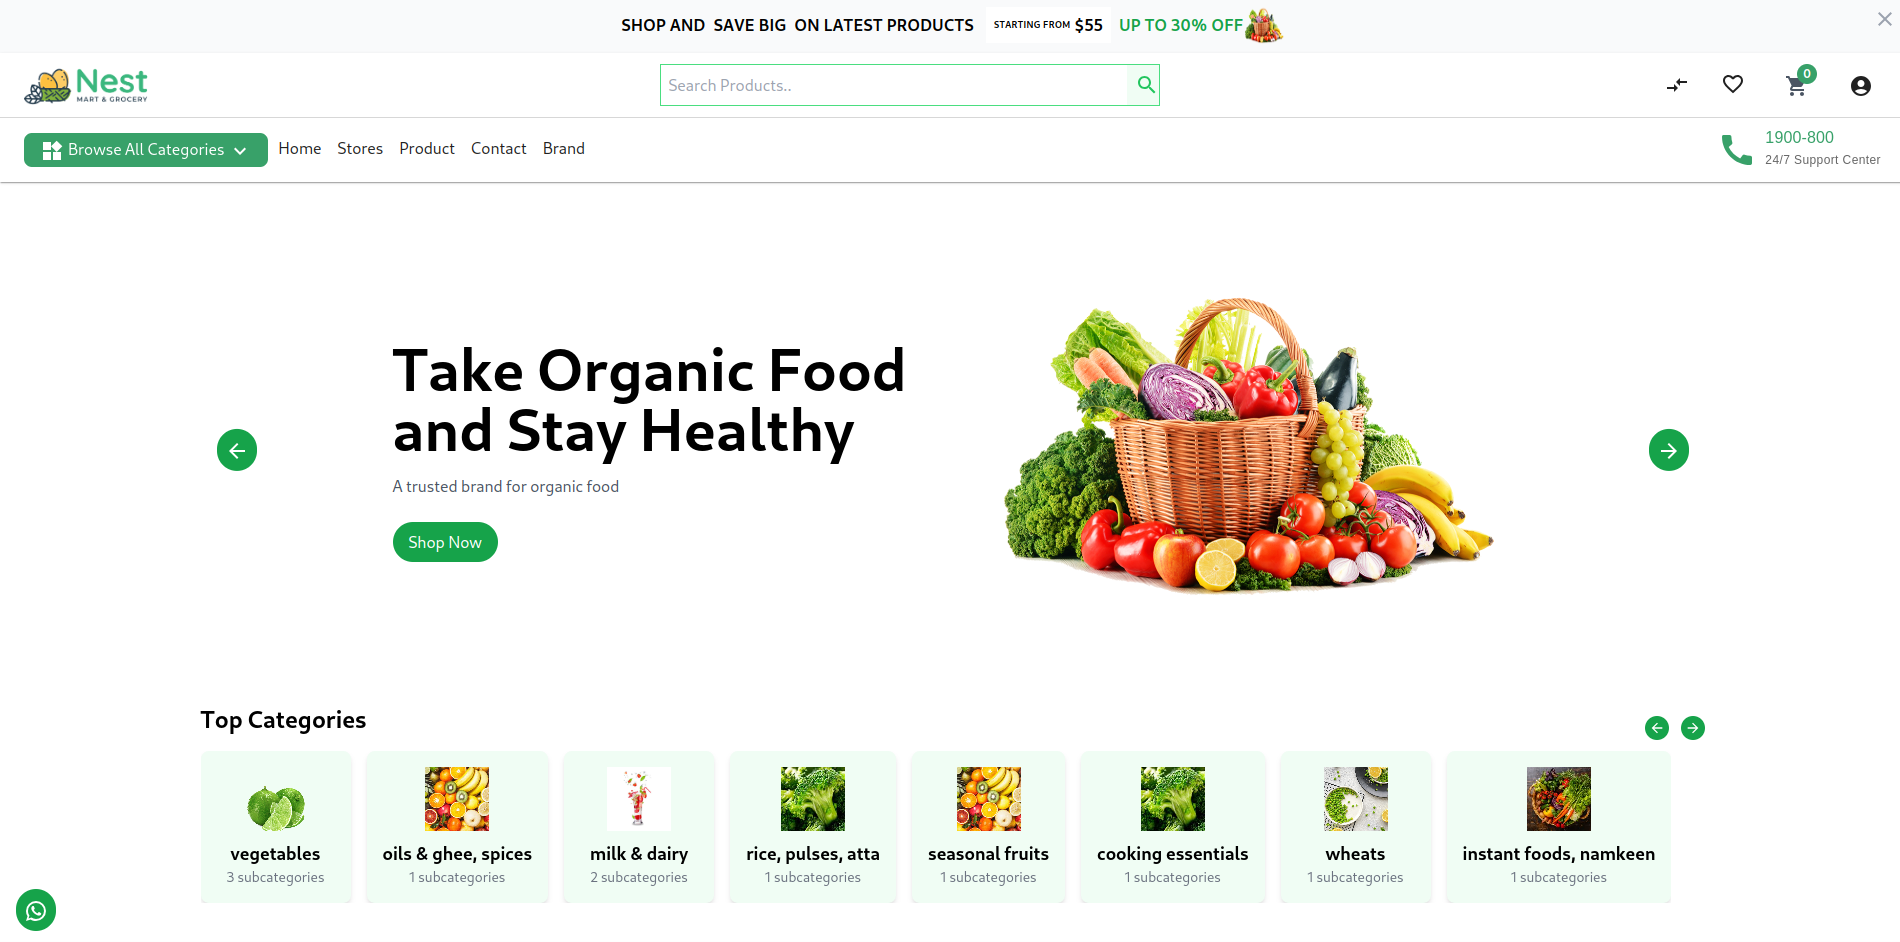 SHOP AND SAVE BIG ON LATEST PRODUCTS STARTING FROM $55 UP TO 30% OFF
Nest
MART & GROCERY
Search Products..
0
Browse All Categories
Home Stores Product Contact Brand
1900-800
24/7 Support Center
Take Organic Food
and Stay Healthy
A trusted brand for organic food
Shop Now
Top Categories
vegetables
3 subcategories
oils & ghee, spices
1 subcategories
milk & dairy
2 subcategories
rice, pulses, atta
1 subcategories
seasonal fruits
1 subcategories
cooking essentials
1 subcategories
wheats
1 subcategories
instant foods, namkeen
1 subcategories